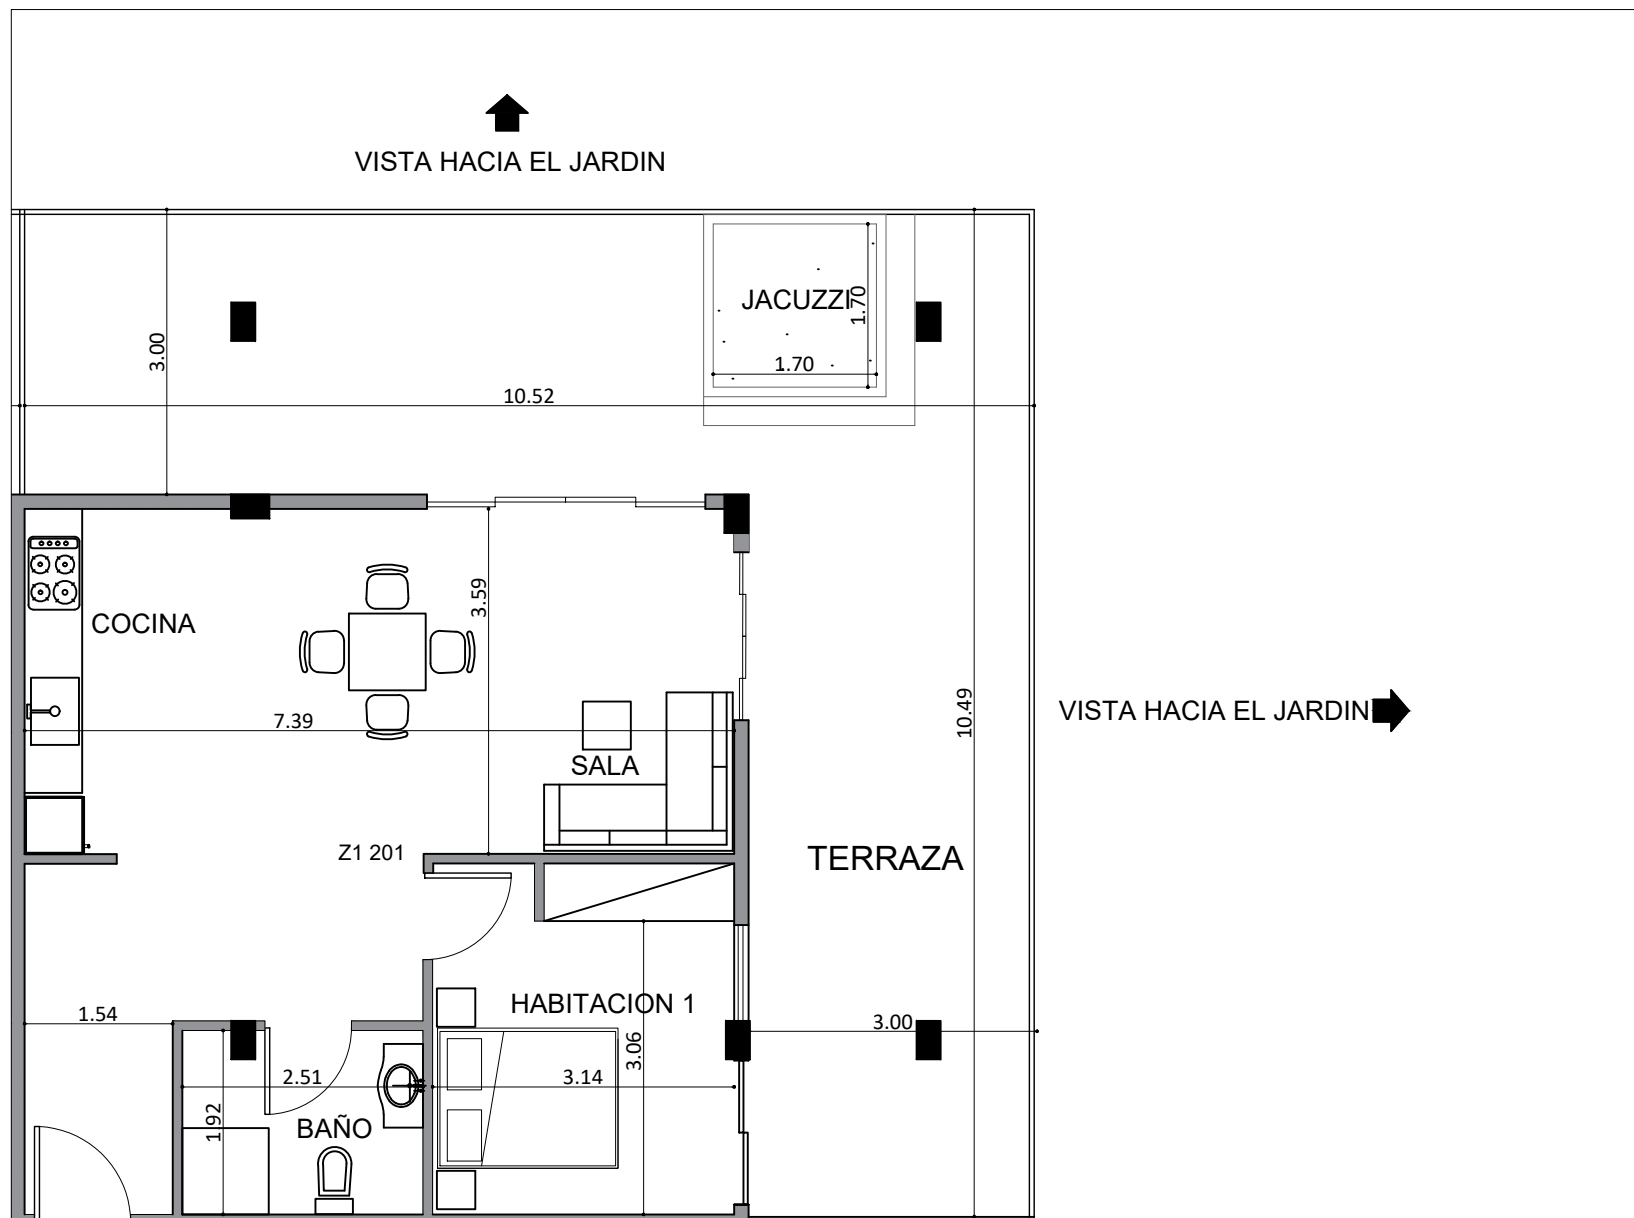 VISTA HACIA EL JARDIN
JACUZZI
1.70
3.00
1.70
10.52
3.59
COCINA
10.49
VISTA HACIA EL JARDIN
7.39
SALA
Z1 201
TERRAZA
HABITACION 1
1.54
3.00
3.06
2.51
3.14
1.92
BAÑO